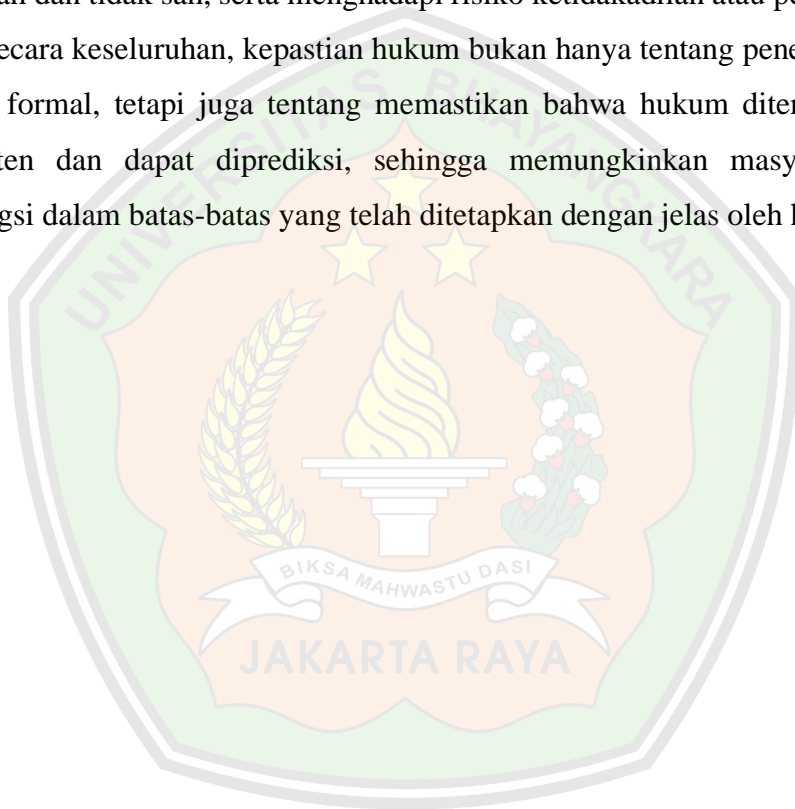 dan tidak sah, serta menghadapi risiko ketidakadilan atau
ecara keseluruhan, kepastian hukum bukan hanya tentang pene
formal, tetapi juga tentang memastikan bahwa hukum diter
ten dan dapat diprediksi, sehingga memungkinkan masy
gsi dalam batas-batas yang telah ditetapkan dengan jelas oleh
UNIVERSITAS BHAYANGKARA
BIKSA MAHWASTU DASI
JAKARTA RAYA